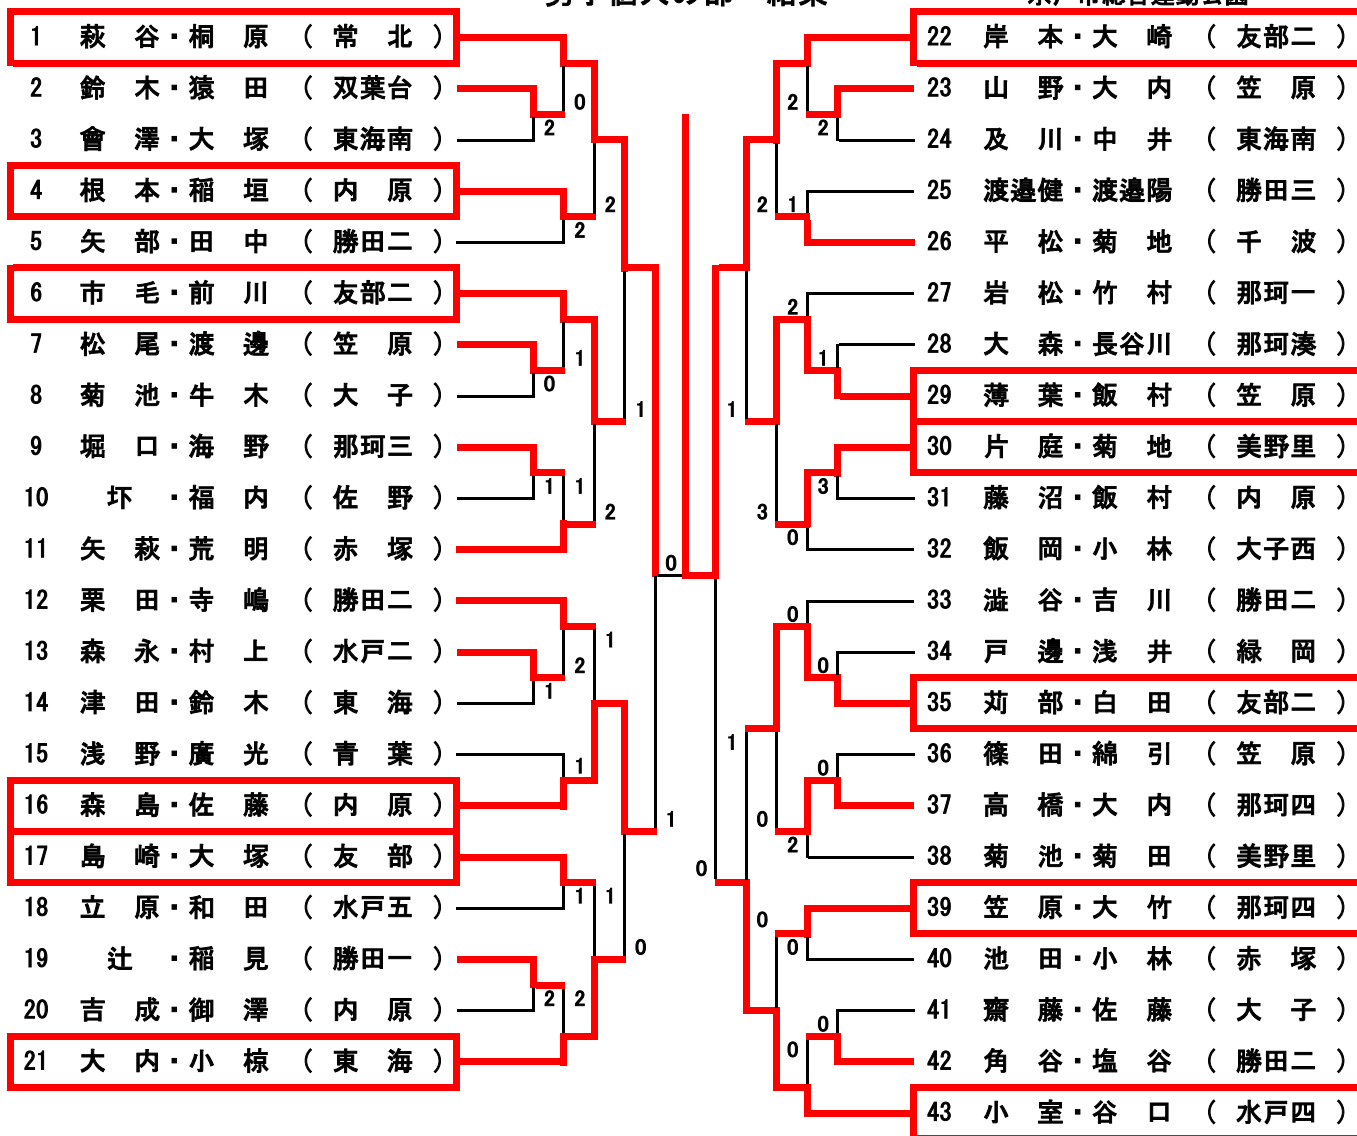 男子個人の部　結果
水戸市総合運動公園
1 萩谷・桐原 （常北）
2 鈴木・猿田 （双葉台）
3 會澤・大塚 （東海南）
4 根本・稲垣 （内原）
5 矢部・田中 （勝田二）
6 市毛・前川 （友部二）
7 松尾・渡邊 （笠原）
8 菊池・牛木 （大子）
9 堀口・海野 （那珂三）
10 圷・福内 （佐野）
11 矢萩・荒明 （赤塚）
12 栗田・寺嶋 （勝田二）
13 森永・村上 （水戸二）
14 津田・鈴木 （東海）
15 浅野・廣光 （青葉）
16 森島・佐藤 （内原）
17 島崎・大塚 （友部）
18 立原・和田 （水戸五）
19 辻・稲見 （勝田一）
20 吉成・御澤 （内原）
21 大内・小椋 （東海）
0
2
2
2
1
0
1
1
1
2
1
2
1
1
1
1
2
2
0
1
0
22 岸本・大崎 （友部二）
23 山野・大内 （笠原）
24 及川・中井 （東海南）
25 渡邉健・渡邉陽 （勝田三）
26 平松・菊地 （千波）
27 岩松・竹村 （那珂一）
28 大森・長谷川 （那珂湊）
29 薄葉・飯村 （笠原）
30 片庭・菊地 （美野里）
31 藤沼・飯村 （内原）
32 飯岡・小林 （大子西）
33 澁谷・吉川 （勝田二）
34 戸邊・浅井 （緑岡）
35 苅部・白田 （友部二）
36 篠田・綿引 （笠原）
37 高橋・大内 （那珂四）
38 菊池・菊田 （美野里）
39 笠原・大竹 （那珂四）
40 池田・小林 （赤塚）
41 齋藤・佐藤 （大子）
42 角谷・塩谷 （勝田二）
43 小室・谷口 （水戸四）
2
2
2
1
2
1
1
3
3
0
0
0
1
0
0
2
0
0
0
0
0